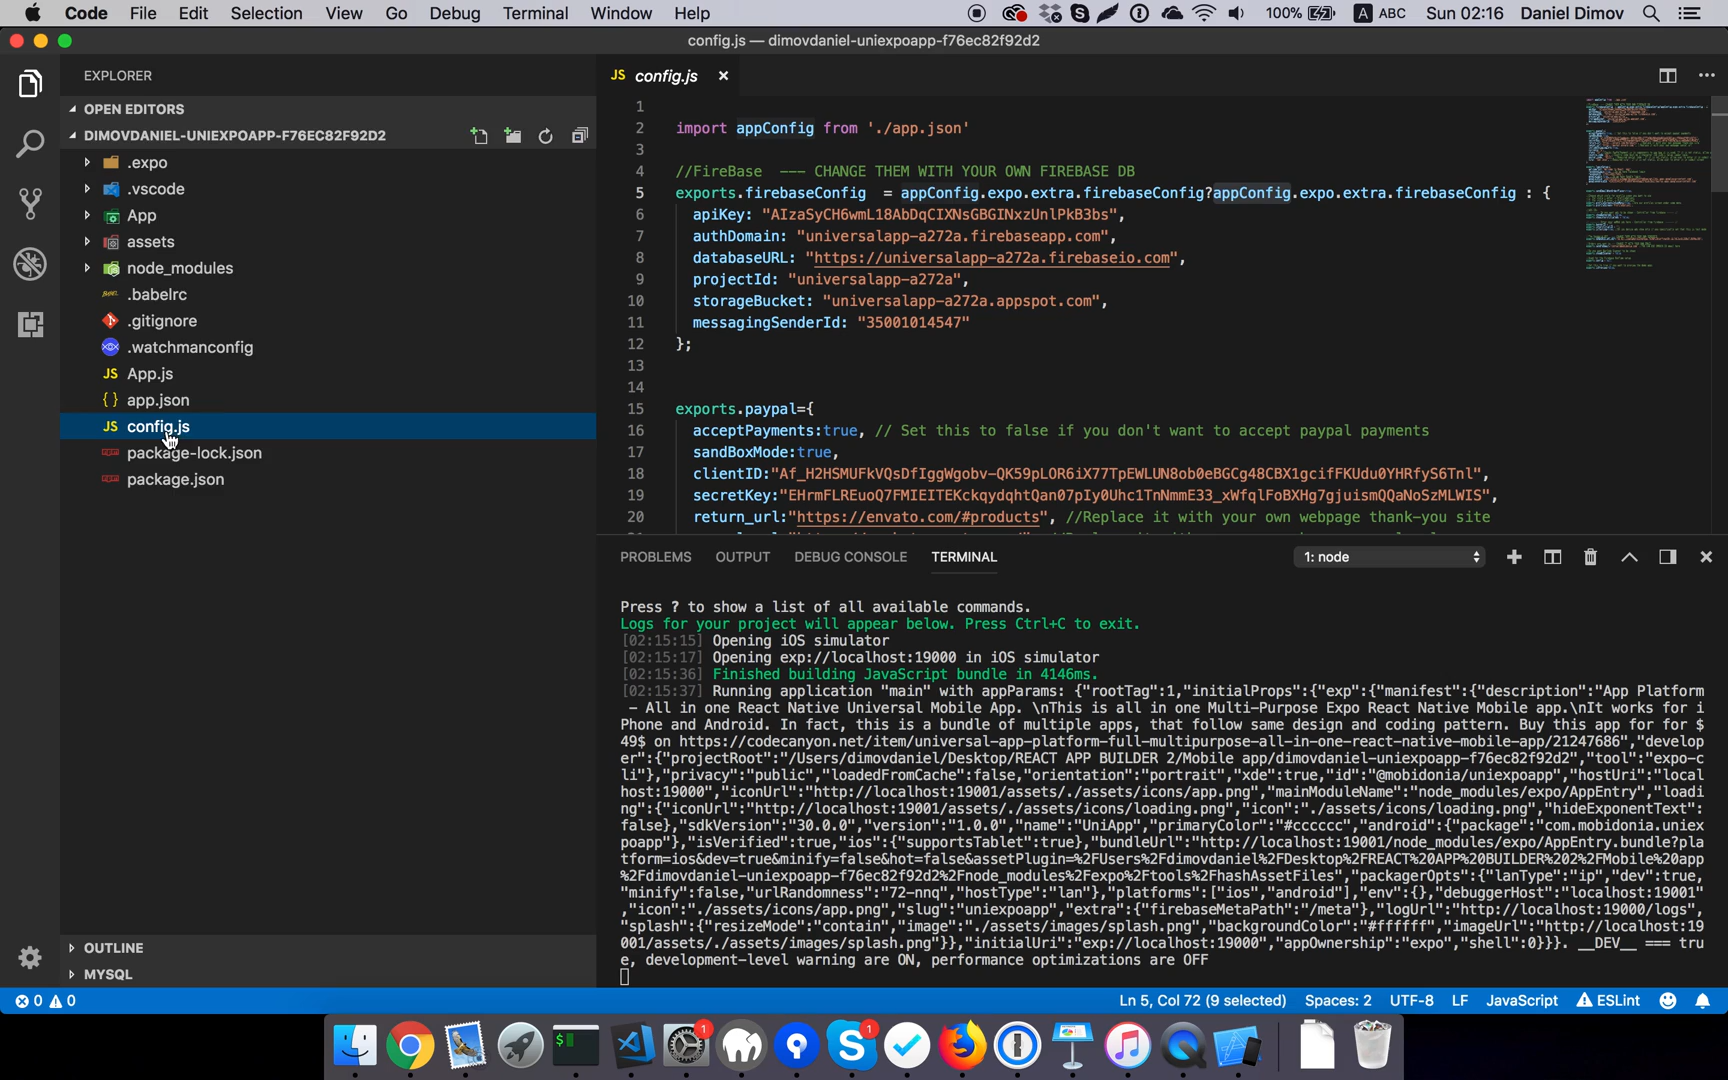 Code File Edit Selection View Go Debug Terminal Window Help 100% A ABC Sun 02:16 Daniel Dimov
config.js — dimovdaniel-uniexpoapp-f76ec82f92d2
EXPLORER
OPEN EDITORS
DIMOVDANIEL-UNIEXPOAPP-F76EC82F92D2
.expo
.vscode
App
assets
node_modules
.babelrc
.gitignore
.watchmanconfig
JS App.js
{ } app.json
JS config.js
package-lock.json
package.json
OUTLINE
MYSQL
JS config.js ×
1
2 import appConfig from './app.json'
3
4 //FireBase --- CHANGE THEM WITH YOUR OWN FIREBASE DB
5 exports.firebaseConfig = appConfig.expo.extra.firebaseConfig?appConfig.expo.extra.firebaseConfig : {
6 apiKey: "AIzaSyCH6wmL18AbDqCIXNsGBGINxzUnlPkB3bs",
7 authDomain: "universalapp-a272a.firebaseapp.com",
8 databaseURL: "https://universalapp-a272a.firebaseio.com",
9 projectId: "universalapp-a272a",
10 storageBucket: "universalapp-a272a.appspot.com",
11 messagingSenderId: "35001014547"
12 };
13
14
15 exports.paypal={
16 acceptPayments:true, // Set this to false if you don't want to accept paypal payments
17 sandBoxMode:true,
18 clientID:"Af_H2HSMUFkVQsDfIggWgobv-QK59pLOR6iX77TpEWLUN8ob0eBGCg48CBX1gcifFKUdu0YHRfyS6Tnl",
19 secretKey:"EHrmFLREuoQ7FMIEITEKckqydqhtQan07pIy0Uhc1TnNmmE33_xWfqlFoBXHg7gjuismQQaNoSzMLWIS",
20 return_url:"https://envato.com/#products", //Replace it with your own webpage thank-you site
PROBLEMS OUTPUT DEBUG CONSOLE TERMINAL 1: node
Press ? to show a list of all available commands.
Logs for your project will appear below. Press Ctrl+C to exit.
[02:15:15] Opening iOS simulator
[02:15:17] Opening exp://localhost:19000 in iOS simulator
[02:15:36] Finished building JavaScript bundle in 4146ms.
[02:15:37] Running application "main" with appParams: {"rootTag":1,"initialProps":{"exp":{"manifest":{"description":"App Platform
- All in one React Native Universal Mobile App. \nThis is all in one Multi-Purpose Expo React Native Mobile app.\nIt works for i
Phone and Android. In fact, this is a bundle of multiple apps, that follow same design and coding pattern. Buy this app for for $
49$ on https://codecanyon.net/item/universal-app-platform-full-multipurpose-all-in-one-react-native-mobile-app/21247686","develop
er":{"projectRoot":"/Users/dimovdaniel/Desktop/REACT APP BUILDER 2/Mobile app/dimovdaniel-uniexpoapp-f76ec82f92d2","tool":"expo-c
li"},"privacy":"public","loadedFromCache":false,"orientation":"portrait","xde":true,"id":"@mobidonia/uniexpoapp","hostUri":"local
host:19000","iconUrl":"http://localhost:19001/assets/./assets/icons/app.png","mainModuleName":"node_modules/expo/AppEntry","loadi
ng":{"iconUrl":"http://localhost:19001/assets/./assets/icons/loading.png","icon":"./assets/icons/loading.png","hideExponentText":
false},"sdkVersion":"30.0.0","version":"1.0.0","name":"UniApp","primaryColor":"#cccccc","android":{"package":"com.mobidonia.uniex
poapp"},"isVerified":true,"ios":{"supportsTablet":true},"bundleUrl":"http://localhost:19001/node_modules/expo/AppEntry.bundle?pla
tform=ios&dev=true&minify=false&hot=false&assetPlugin=%2FUsers%2Fdimovdaniel%2FDesktop%2FREACT%20APP%20BUILDER%202%2FMobile%20app
%2Fdimovdaniel-uniexpoapp-f76ec82f92d2%2Fnode_modules%2Fexpo%2Ftools%2FhashAssetFiles","packagerOpts":{"lanType":"ip","dev":true,
"minify":false,"urlRandomness":"72-nnq","hostType":"lan"},"platforms":["ios","android"],"env":{},"debuggerHost":"localhost:19001"
,"icon":"./assets/icons/app.png","slug":"uniexpoapp","extra":{"firebaseMetaPath":"/meta"},"logUrl":"http://localhost:19000/logs",
"splash":{"resizeMode":"contain","image":"./assets/images/splash.png","backgroundColor":"#ffffff","imageUrl":"http://localhost:19
001/assets/./assets/images/splash.png"}},"initialUri":"exp://localhost:19000","appOwnership":"expo","shell":0}}}. __DEV__ === tru
e, development-level warning are ON, performance optimizations are OFF
0 0 Ln 5, Col 72 (9 selected) Spaces: 2 UTF-8 LF JavaScript ESLint
1 1